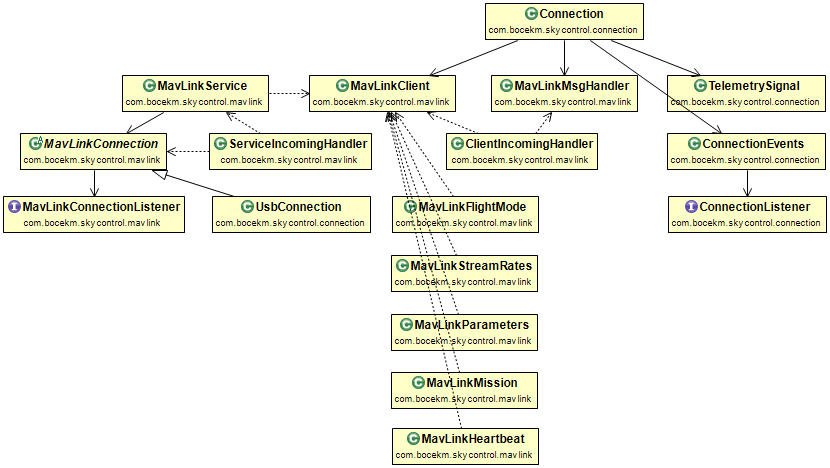 Connection
com.bocekm.skycontrol.connection
MavLinkService
com.bocekm.skycontrol.mavlink
MavLinkClient
com.bocekm.skycontrol.mavlink
MavLinkMsgHandler
com.bocekm.skycontrol.mavlink
TelemetrySignal
com.bocekm.skycontrol.connection
MavLinkConnection
com.bocekm.skycontrol.mavlink
ServiceIncomingHandler
com.bocekm.skycontrol.mavlink
ClientIncomingHandler
com.bocekm.skycontrol.mavlink
ConnectionEvents
com.bocekm.skycontrol.connection
MavLinkConnectionListener
com.bocekm.skycontrol.mavlink
UsbConnection
com.bocekm.skycontrol.connection
MavLinkFlightMode
com.bocekm.skycontrol.mavlink
ConnectionListener
com.bocekm.skycontrol.connection
MavLinkStreamRates
com.bocekm.skycontrol.mavlink
MavLinkParameters
com.bocekm.skycontrol.mavlink
MavLinkMission
com.bocekm.skycontrol.mavlink
MavLinkHeartbeat
com.bocekm.skycontrol.mavlink